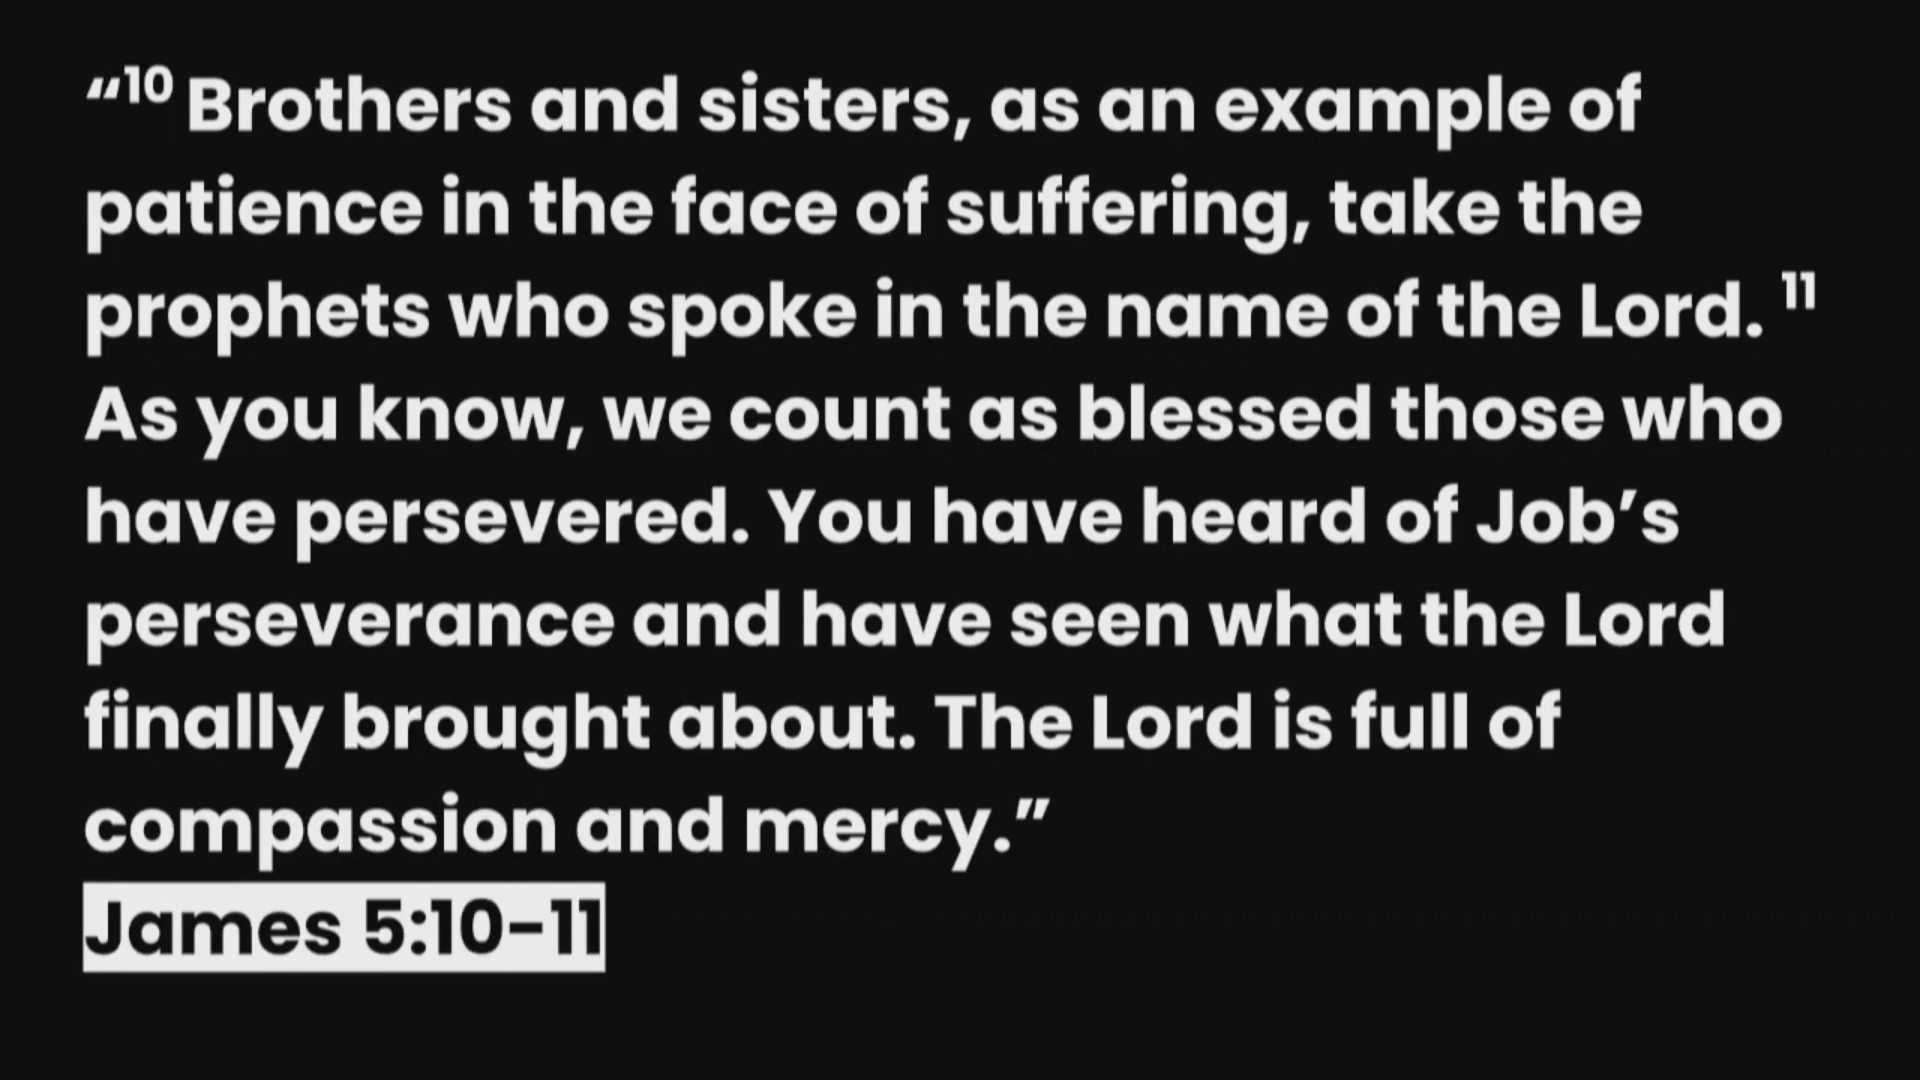 “10 Brothers and sisters, as an example of
patience in the face of suffering, take the
prophets who spoke in the name of the Lord. 11
As you know, we count as blessed those who
have persevered. You have heard of Job’s
perseverance and have seen what the Lord
finally brought about. The Lord is full of
compassion and mercy.”
James 5:10–11